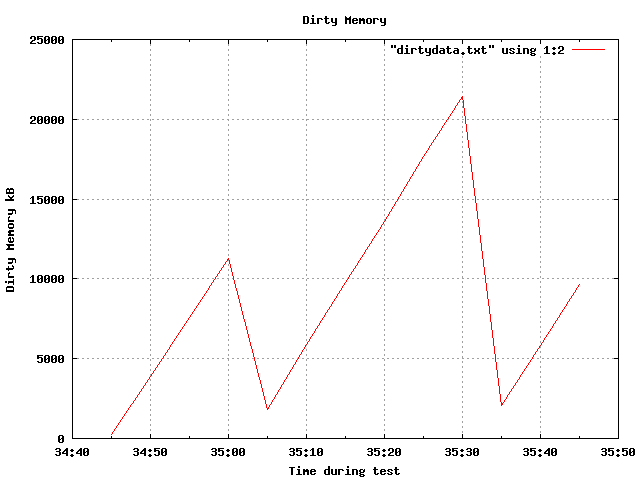 Dirty Memory
"dirtydata.txt" using 1:2
25000
20000
15000
10000
5000
0
Dirty Memory kB
34:40 34:50 35:00 35:10 35:20 35:30 35:40 35:50
Time during test